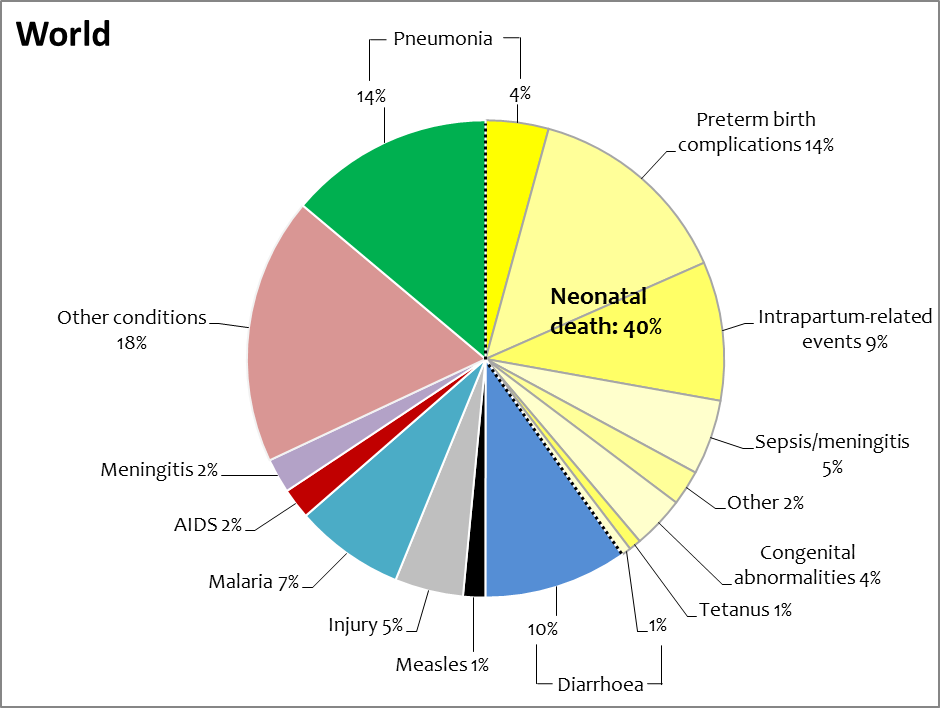 World
Pneumonia
14%
4%
Preterm birth
complications 14%
Neonatal
death: 40%
Intrapartum-related
events 9%
Other conditions
18%
Sepsis/meningitis
5%
Meningitis 2%
Other 2%
AIDS 2%
Congenital
abnormalities 4%
Malaria 7%
Tetanus 1%
Injury 5%
10%
1%
Measles 1%
Diarrhoea